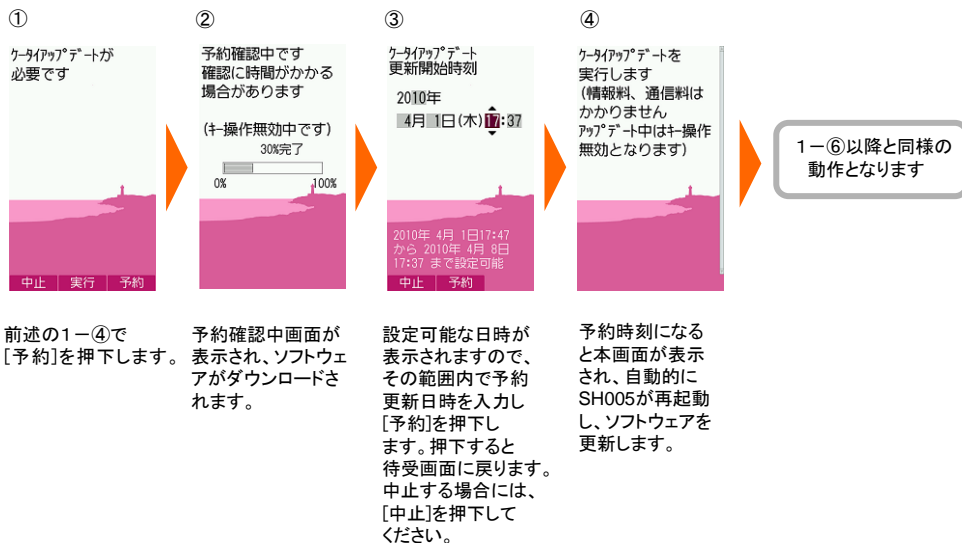 ①
ｹｰﾀｲｱｯﾌﾟﾃﾞｰﾄが
必要です
中止 実行 予約
前述の1－④で
[予約]を押下します。
②
予約確認中です
確認に時間がかかる
場合があります
(ｷｰ操作無効中です)
30%完了
0% 100%
予約確認中画面が
表示され、ソフトウェ
アがダウンロードさ
れます。
③
ｹｰﾀｲｱｯﾌﾟﾃﾞｰﾄ
更新開始時刻
2010年
4月 1日(木)17:37
2010年 4月 1日17:47
から 2010年 4月 8日
17:37 まで設定可能
中止 予約
設定可能な日時が
表示されますので、
その範囲内で予約
更新日時を入力し
[予約]を押下し
ます。押下すると
待受画面に戻ります。
中止する場合には、
[中止]を押下して
ください。
④
ｹｰﾀｲｱｯﾌﾟﾃﾞｰﾄを
実行します
(情報料、通信料は
かかりません
ｱｯﾌﾟﾃﾞｰﾄ中はｷｰ操作
無効となります)
予約時刻になる
と本画面が表示
され、自動的に
SH005が再起動
し、ソフトウェアを
更新します。
1－⑥以降と同様の
動作となります